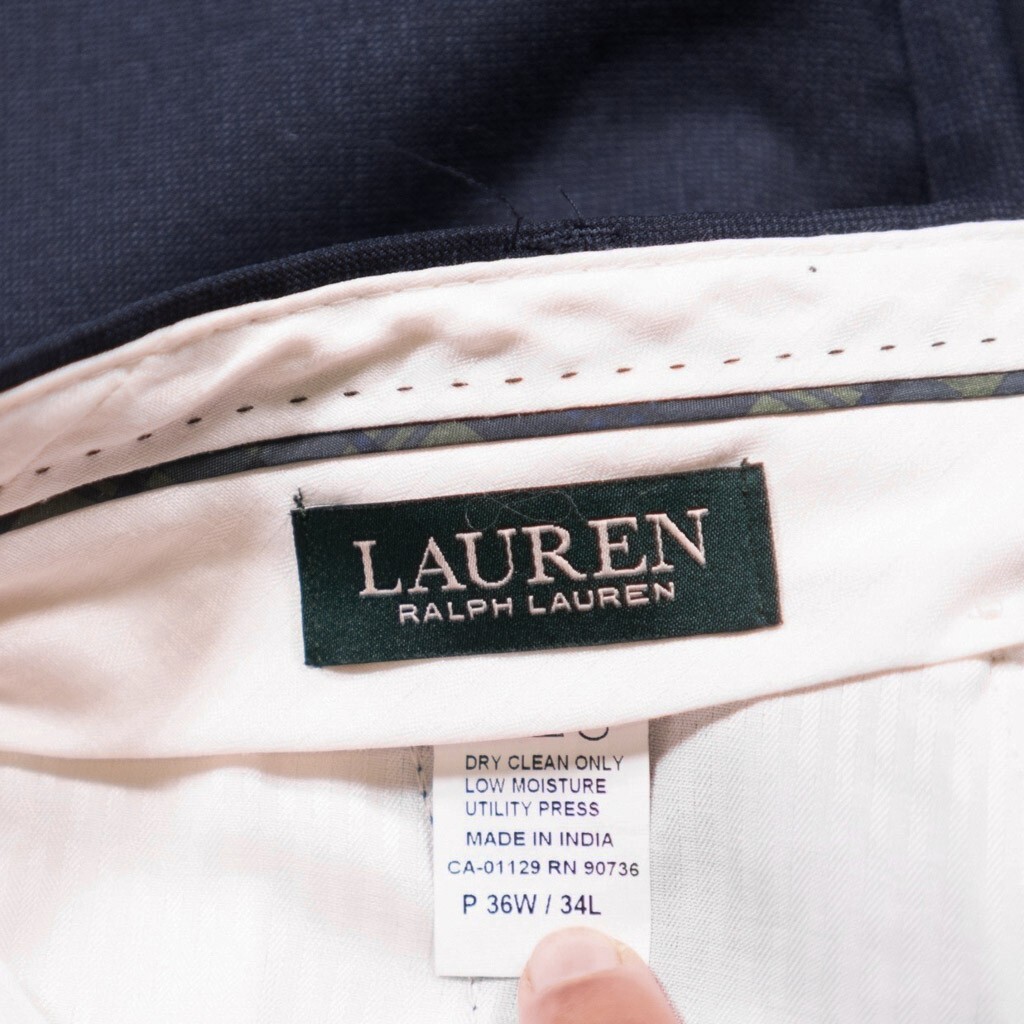 LAUREN
RALPH LAUREN
DRY CLEAN ONLY
LOW MOISTURE
UTILITY PRESS
MADE IN INDIA
CA-01129 RN 90736
P 36W / 34L